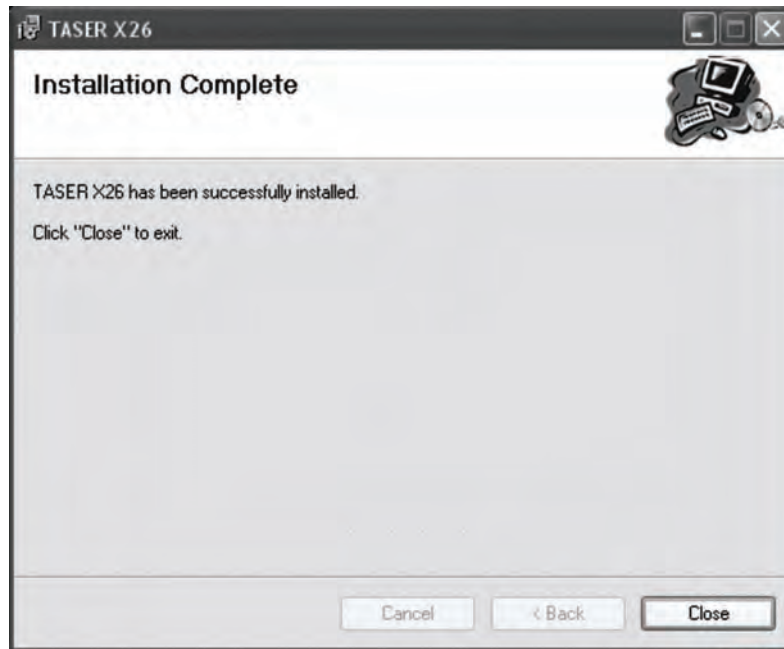 TASER X26
Installation Complete
TASER X26 has been successfully installed.
Click "Close" to exit.
Cancel
< Back
Close